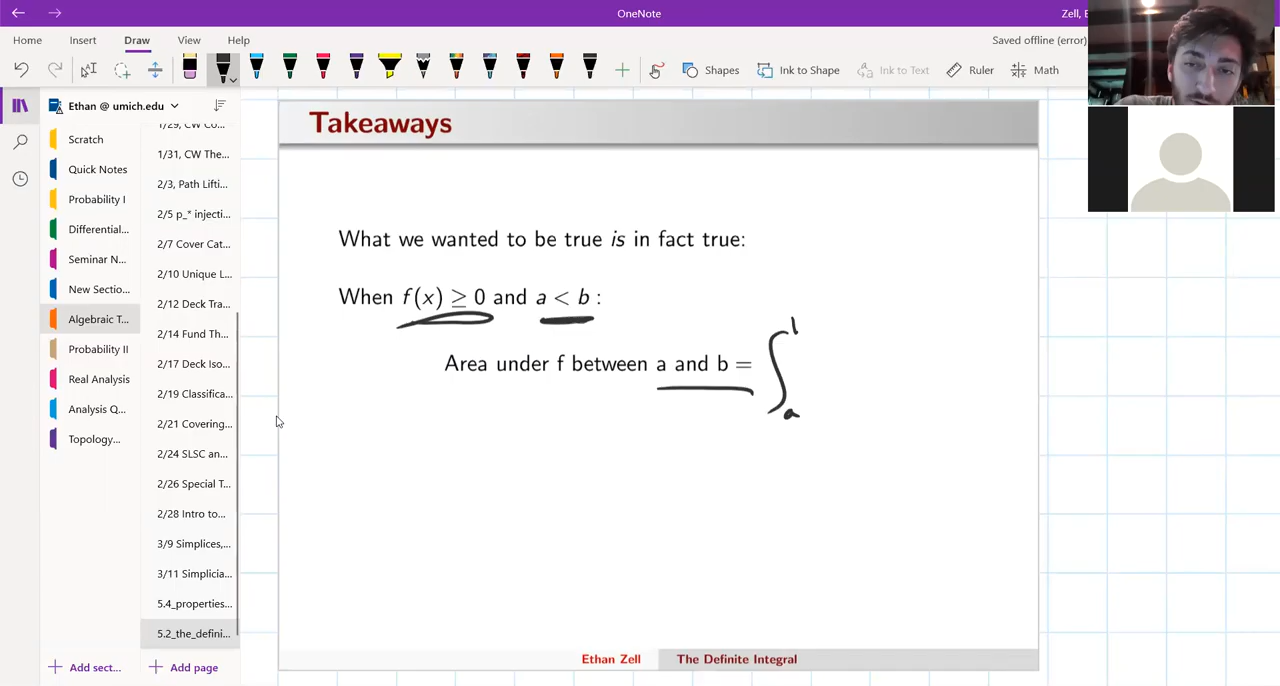 OneNote
Zell, E
Home Insert Draw View Help
Saved offline (error)
Shapes Ink to Shape Ink to Text Ruler Math
Ethan @ umich.edu
Scratch
Quick Notes
Probability I
Differential...
Seminar N...
New Sectio...
Algebraic T...
Probability II
Real Analysis
Analysis Q...
Topology...
Add sect...
1/29, CW Co...
1/31, CW The...
2/3, Path Lifti...
2/5 p_* injecti...
2/7 Cover Cat...
2/10 Unique L...
2/12 Deck Tra...
2/14 Fund Th...
2/17 Deck Iso...
2/19 Classifica...
2/21 Covering...
2/24 SLSC an...
2/26 Special T...
2/28 Intro to...
3/9 Simplices,...
3/11 Simplicia...
5.4_properties...
5.2_the_defini...
Add page
Takeaways
What we wanted to be true is in fact true:
When f(x) ≥ 0 and a < b :
Area under f between a and b = ∫_a^b
Ethan Zell The Definite Integral